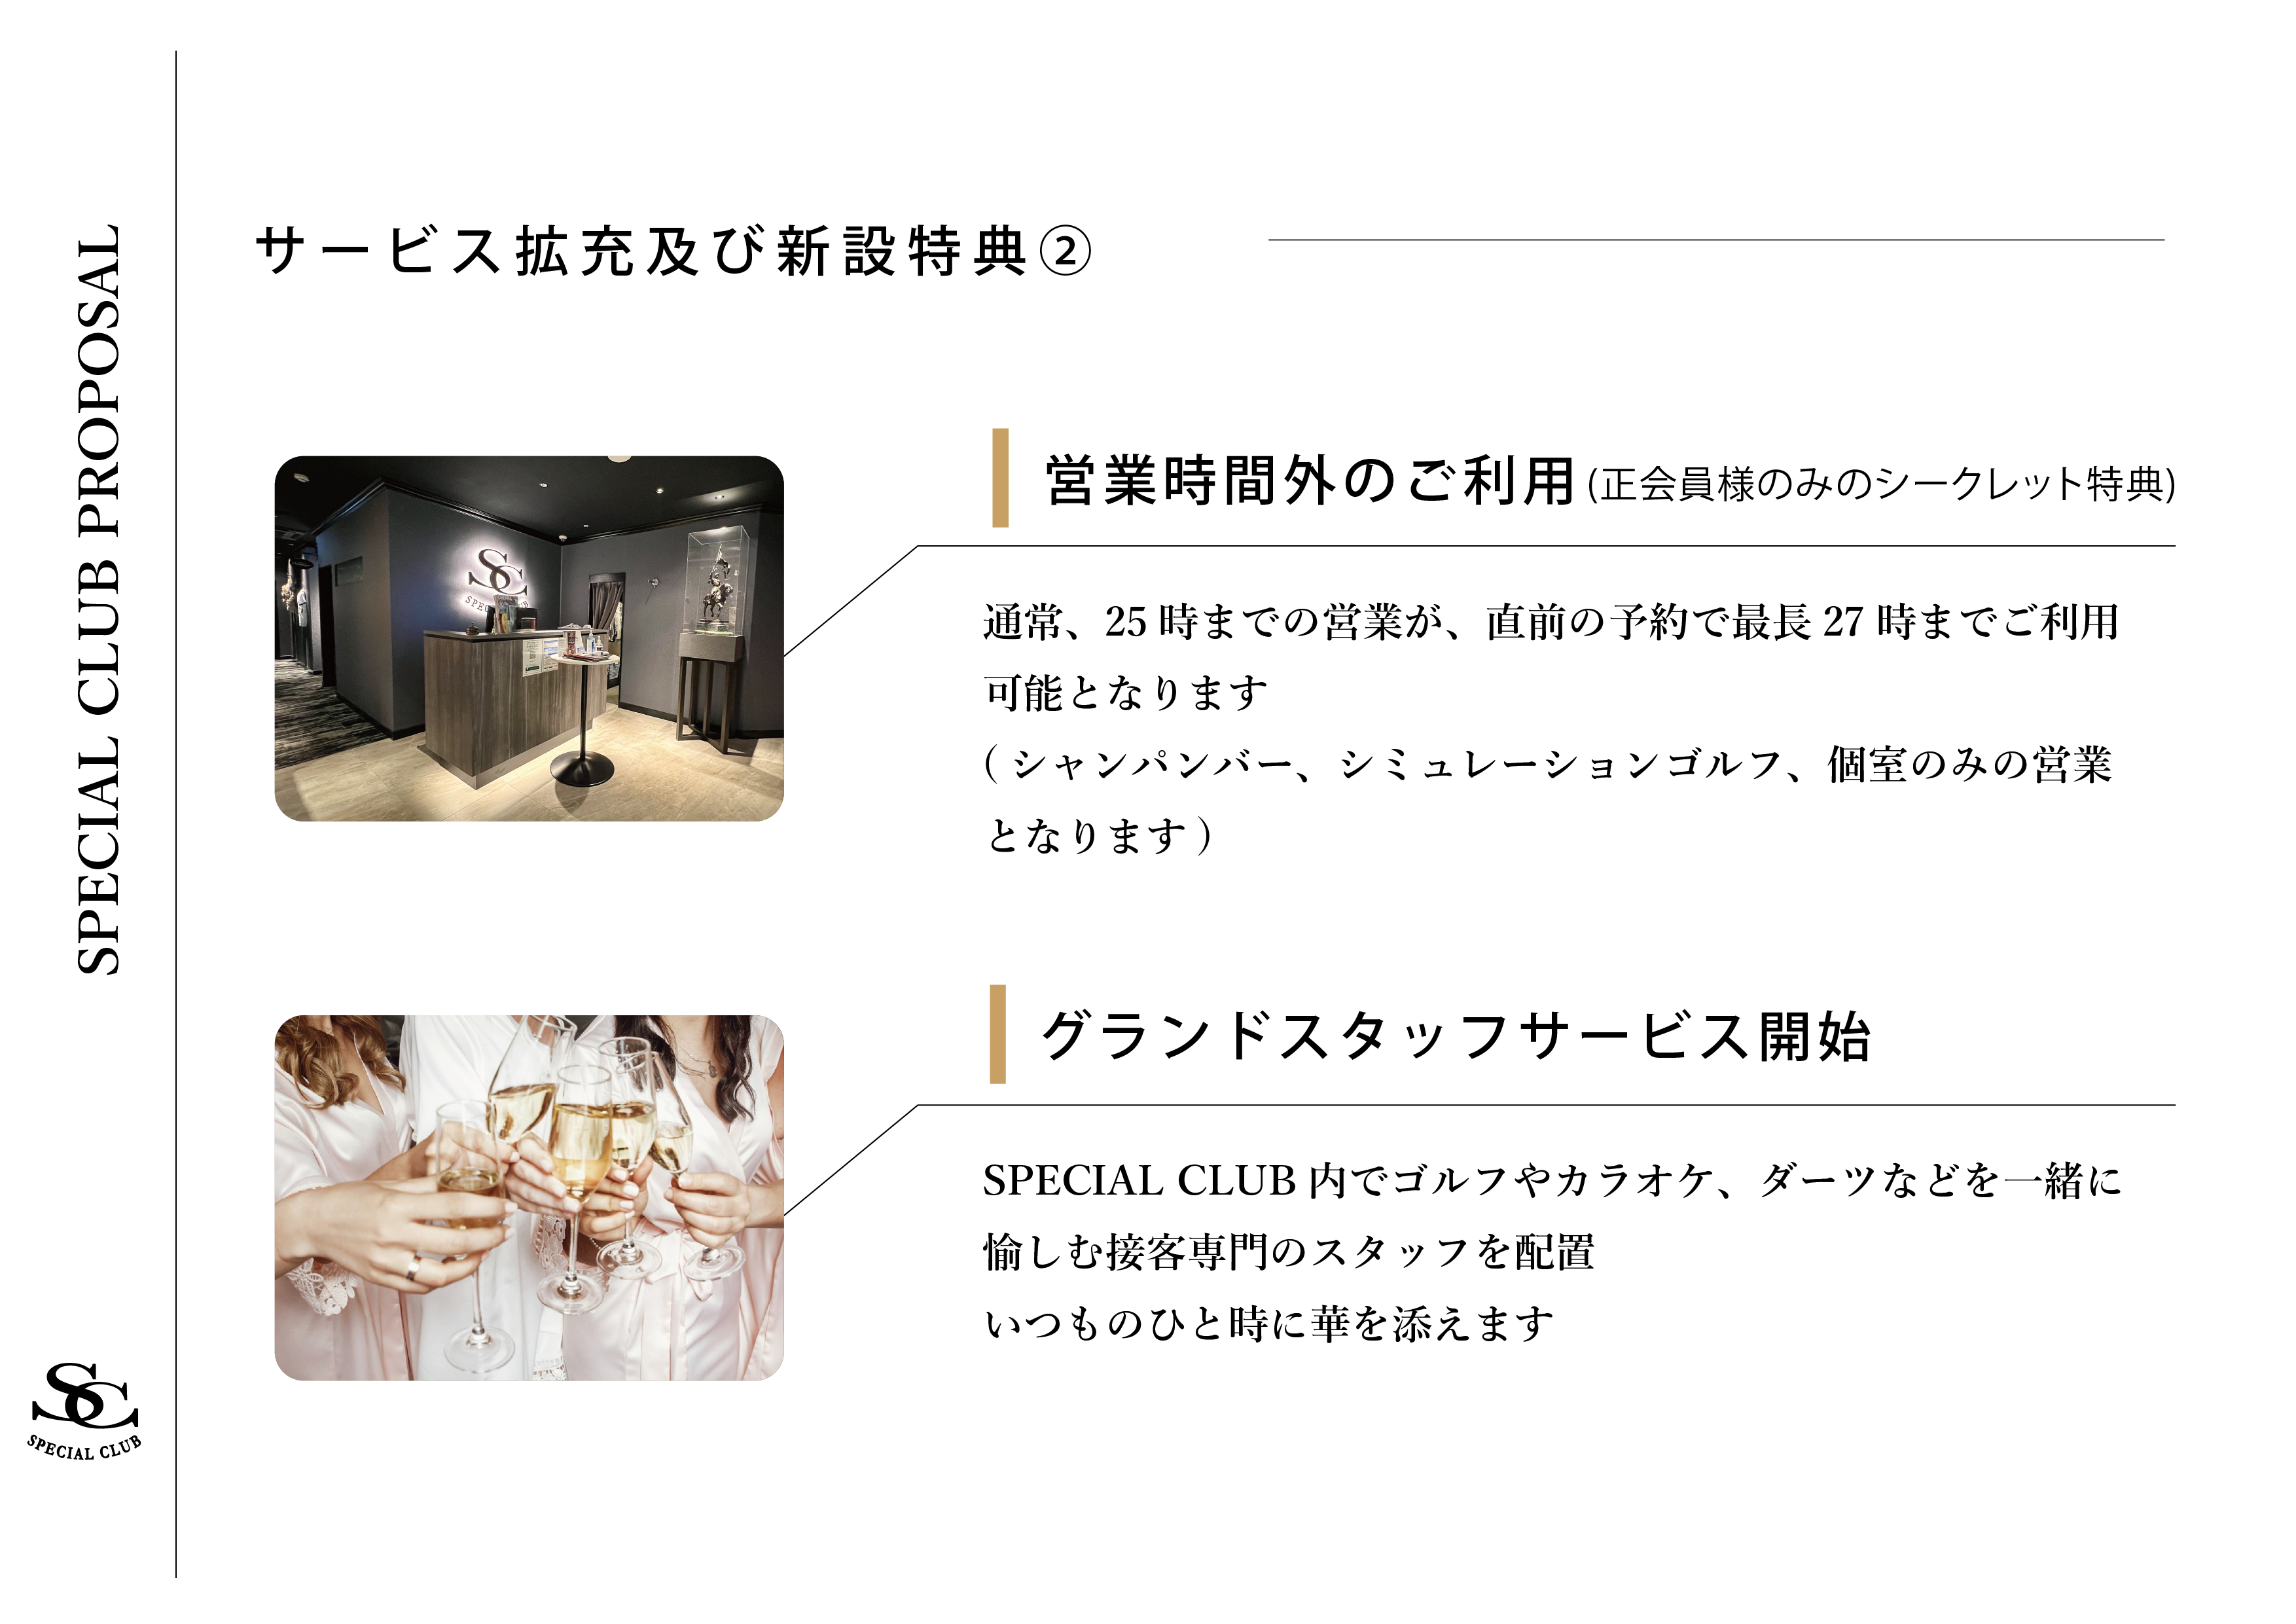 SPECIAL CLUB PROPOSAL
サービス拡充及び新設特典②
営業時間外のご利用 (正会員様のみのシークレット特典)
通常、25 時までの営業が、直前の予約で最長 27 時までご利用
可能となります
( シャンパンバー、シミュレーションゴルフ、個室のみの営業
となります )
SC
グランドスタッフサービス開始
SPECIAL CLUB 内でゴルフやカラオケ、ダーツなどを一緒に
愉しむ接客専門のスタッフを配置
いつものひと時に華を添えます
SC
SPECIAL CLUB